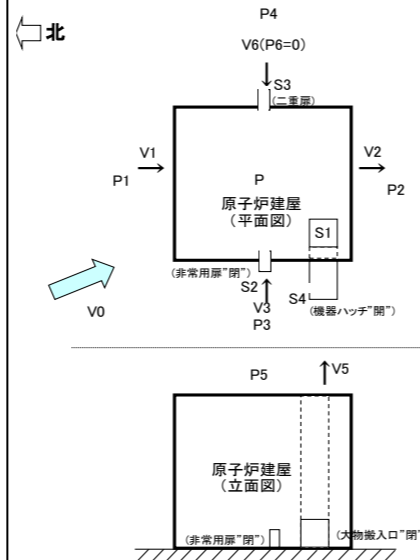 P4
北
V6(P6=0)
S3
(二重扉)
V1
V2
P1
P
P2
原子炉建屋
(平面図)
S1
(非常用扉"閉")
S2
S4
V3
(機器ハッチ"開")
V0
P3
P5
V5
原子炉建屋
(立面図)
(非常用扉"閉")
(大物搬入口"閉"